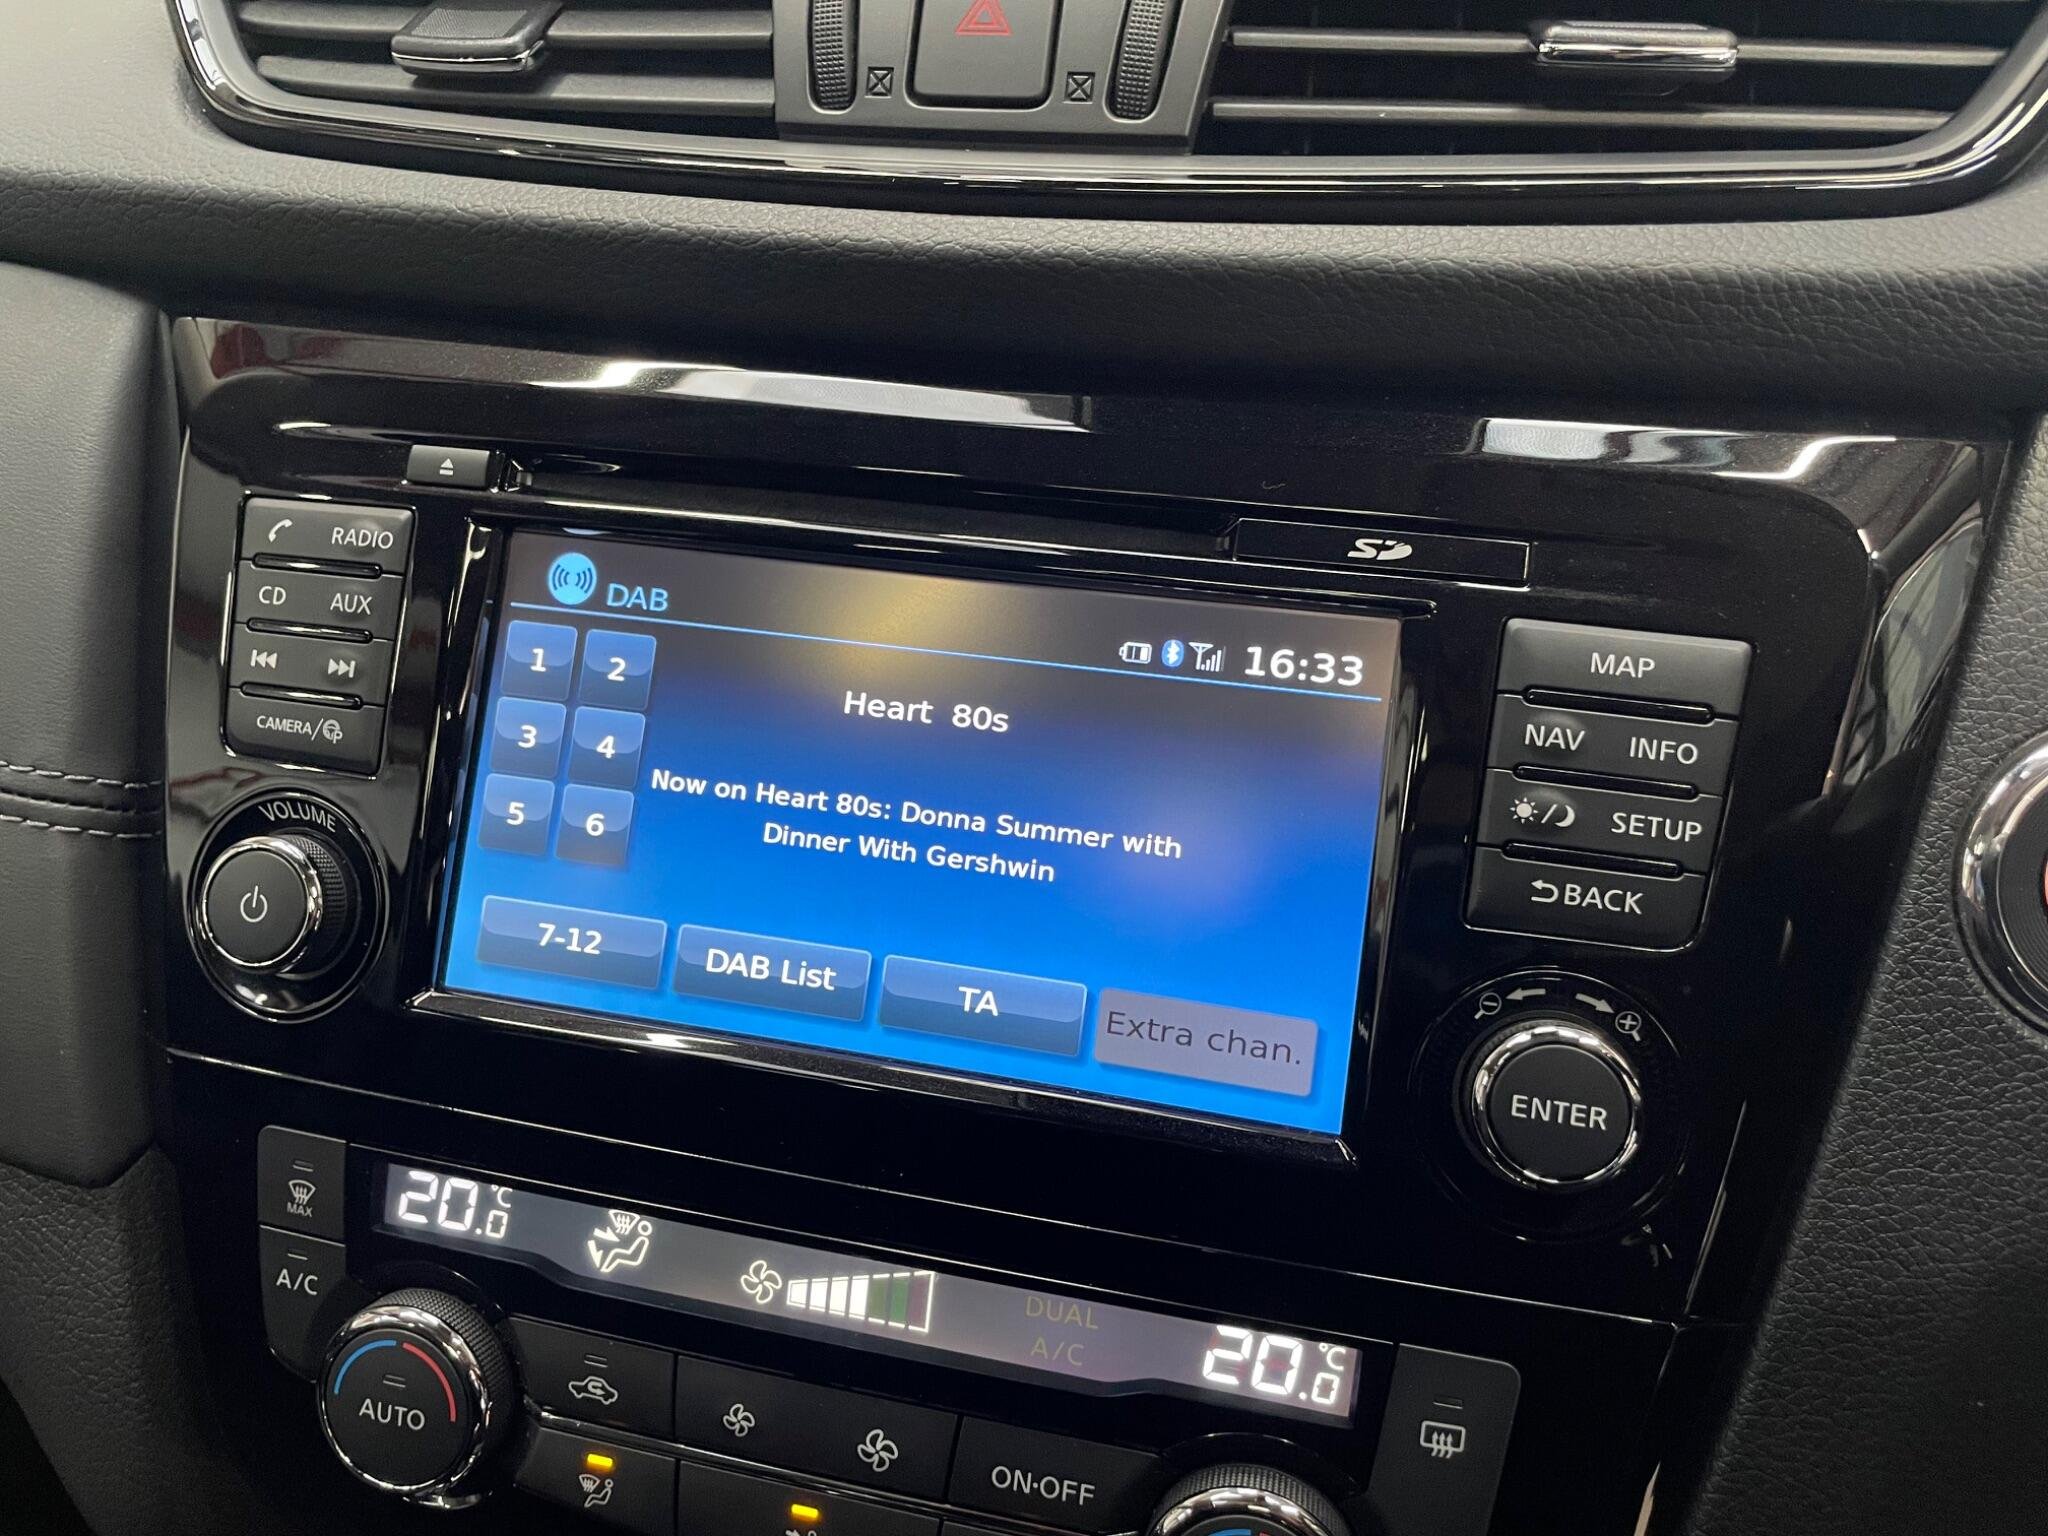 RADIO
CD AUX
CAMERA/
VOLUME
SD
DAB
16:33
1 2
3 4
5 6
Heart 80s
Now on Heart 80s: Donna Summer with
Dinner With Gershwin
7-12
DAB List
TA
Extra chan.
MAP
NAV INFO
SETUP
BACK
ENTER
MAX
A/C
20.0 °C
DUAL
A/C
20.0 °C
AUTO
ON·OFF